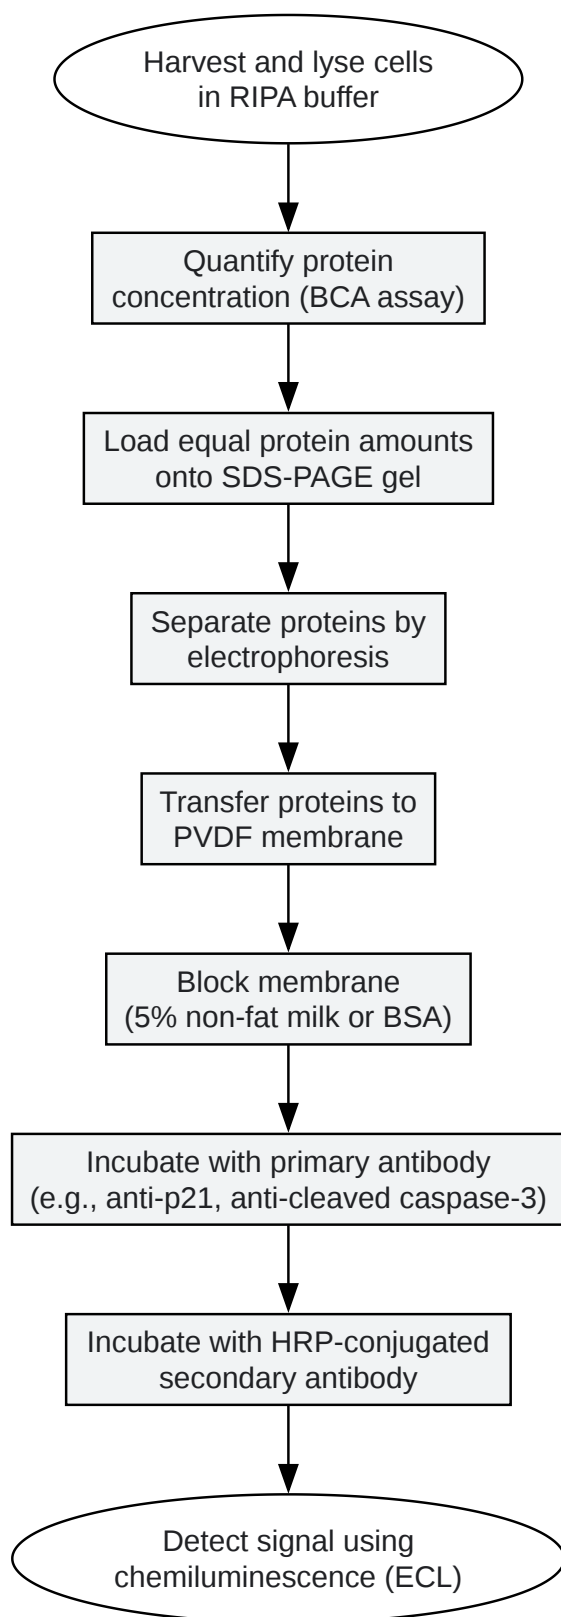 Harvest and lyse cells
in RIPA buffer
Quantify protein
concentration (BCA assay)
Load equal protein amounts
onto SDS-PAGE gel
Separate proteins by
electrophoresis
Transfer proteins to
PVDF membrane
Block membrane
(5% non-fat milk or BSA)
Incubate with primary antibody
(e.g., anti-p21, anti-cleaved caspase-3)
Incubate with HRP-conjugated
secondary antibody
Detect signal using
chemiluminescence (ECL)